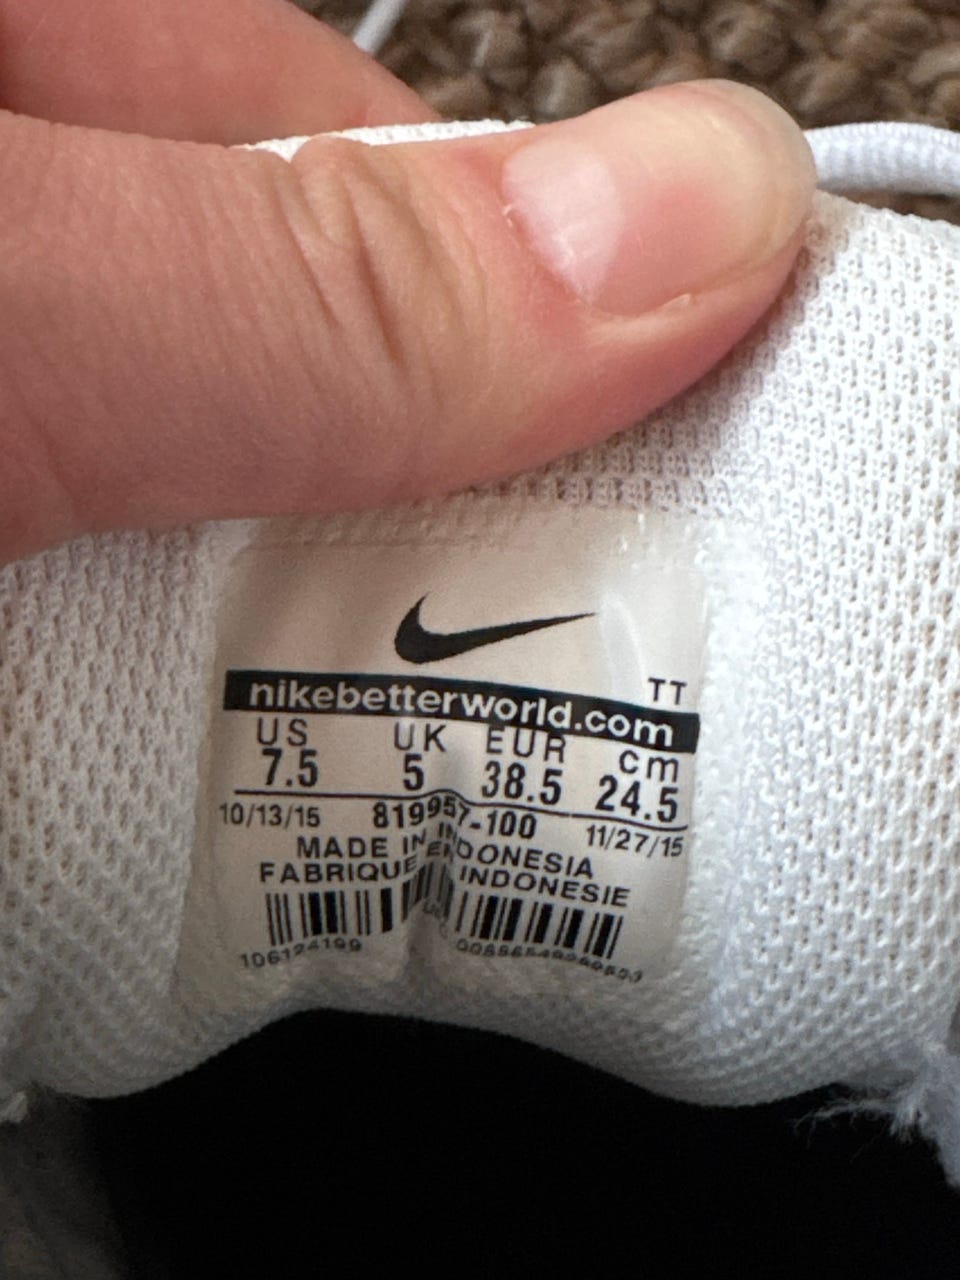 TT
nikebetterworld.com
US UK EUR cm
7.5 5 38.5 24.5
10/13/15 819957-100 11/27/15
MADE IN INDONESIA
FABRIQUE EN INDONESIE
106124199